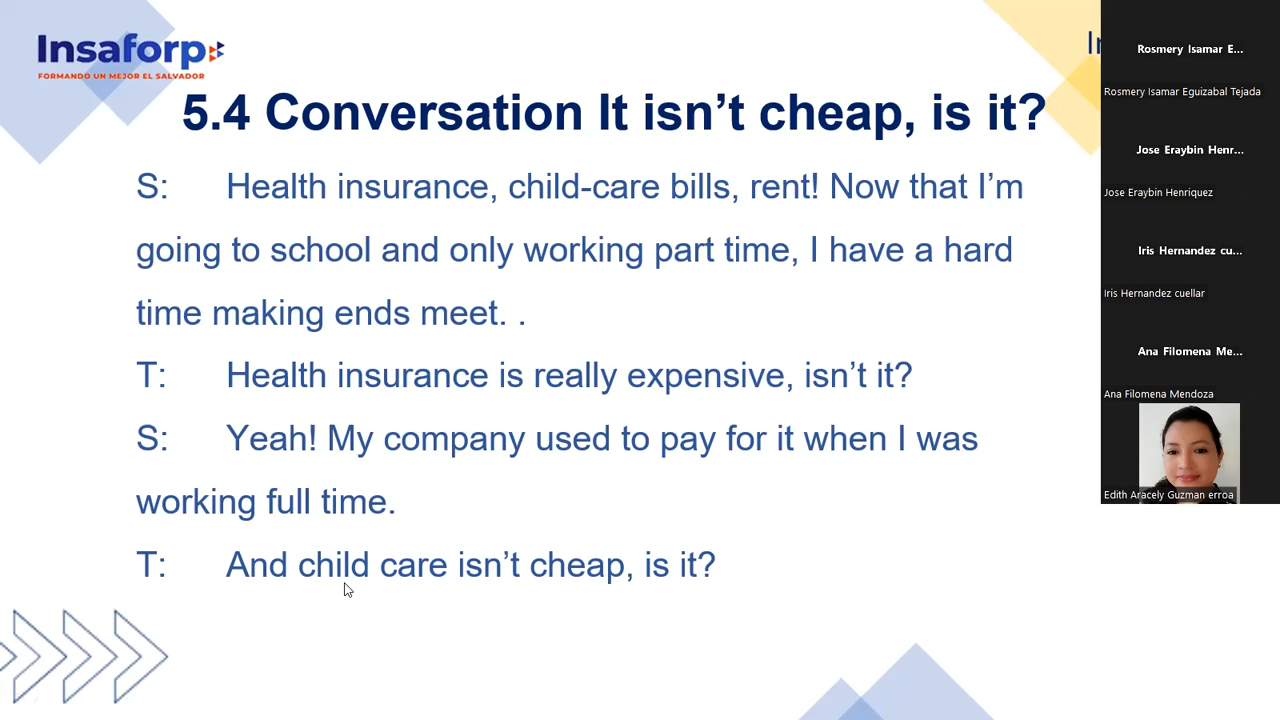 Insaforp
FORMANDO UN MEJOR EL SALVADOR
5.4 Conversation It isn’t cheap, is it?
S: Health insurance, child-care bills, rent! Now that I’m
going to school and only working part time, I have a hard
time making ends meet. .
T: Health insurance is really expensive, isn’t it?
S: Yeah! My company used to pay for it when I was
working full time.
T: And child care isn’t cheap, is it?
Rosmery Isamar E...
Rosmery Isamar Eguizabal Tejada
Jose Eraybin Henr...
Jose Eraybin Henriquez
Iris Hernandez cu...
Iris Hernandez cuellar
Ana Filomena Me...
Ana Filomena Mendoza
Edith Aracely Guzman erroa